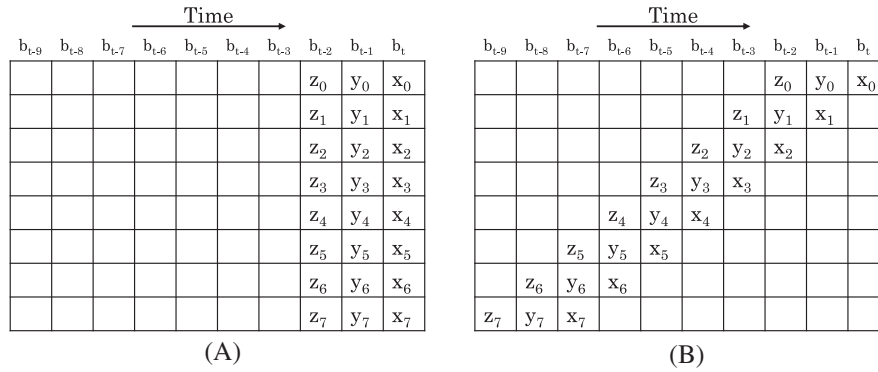 Time
b_{t-9} b_{t-8} b_{t-7} b_{t-6} b_{t-5} b_{t-4} b_{t-3} b_{t-2} b_{t-1} b_t
z_0 y_0 x_0
z_1 y_1 x_1
z_2 y_2 x_2
z_3 y_3 x_3
z_4 y_4 x_4
z_5 y_5 x_5
z_6 y_6 x_6
z_7 y_7 x_7
(A)
Time
b_{t-9} b_{t-8} b_{t-7} b_{t-6} b_{t-5} b_{t-4} b_{t-3} b_{t-2} b_{t-1} b_t
z_0 y_0 x_0
z_1 y_1 x_1
z_2 y_2 x_2
z_3 y_3 x_3
z_4 y_4 x_4
z_5 y_5 x_5
z_6 y_6 x_6
z_7 y_7 x_7
(B)